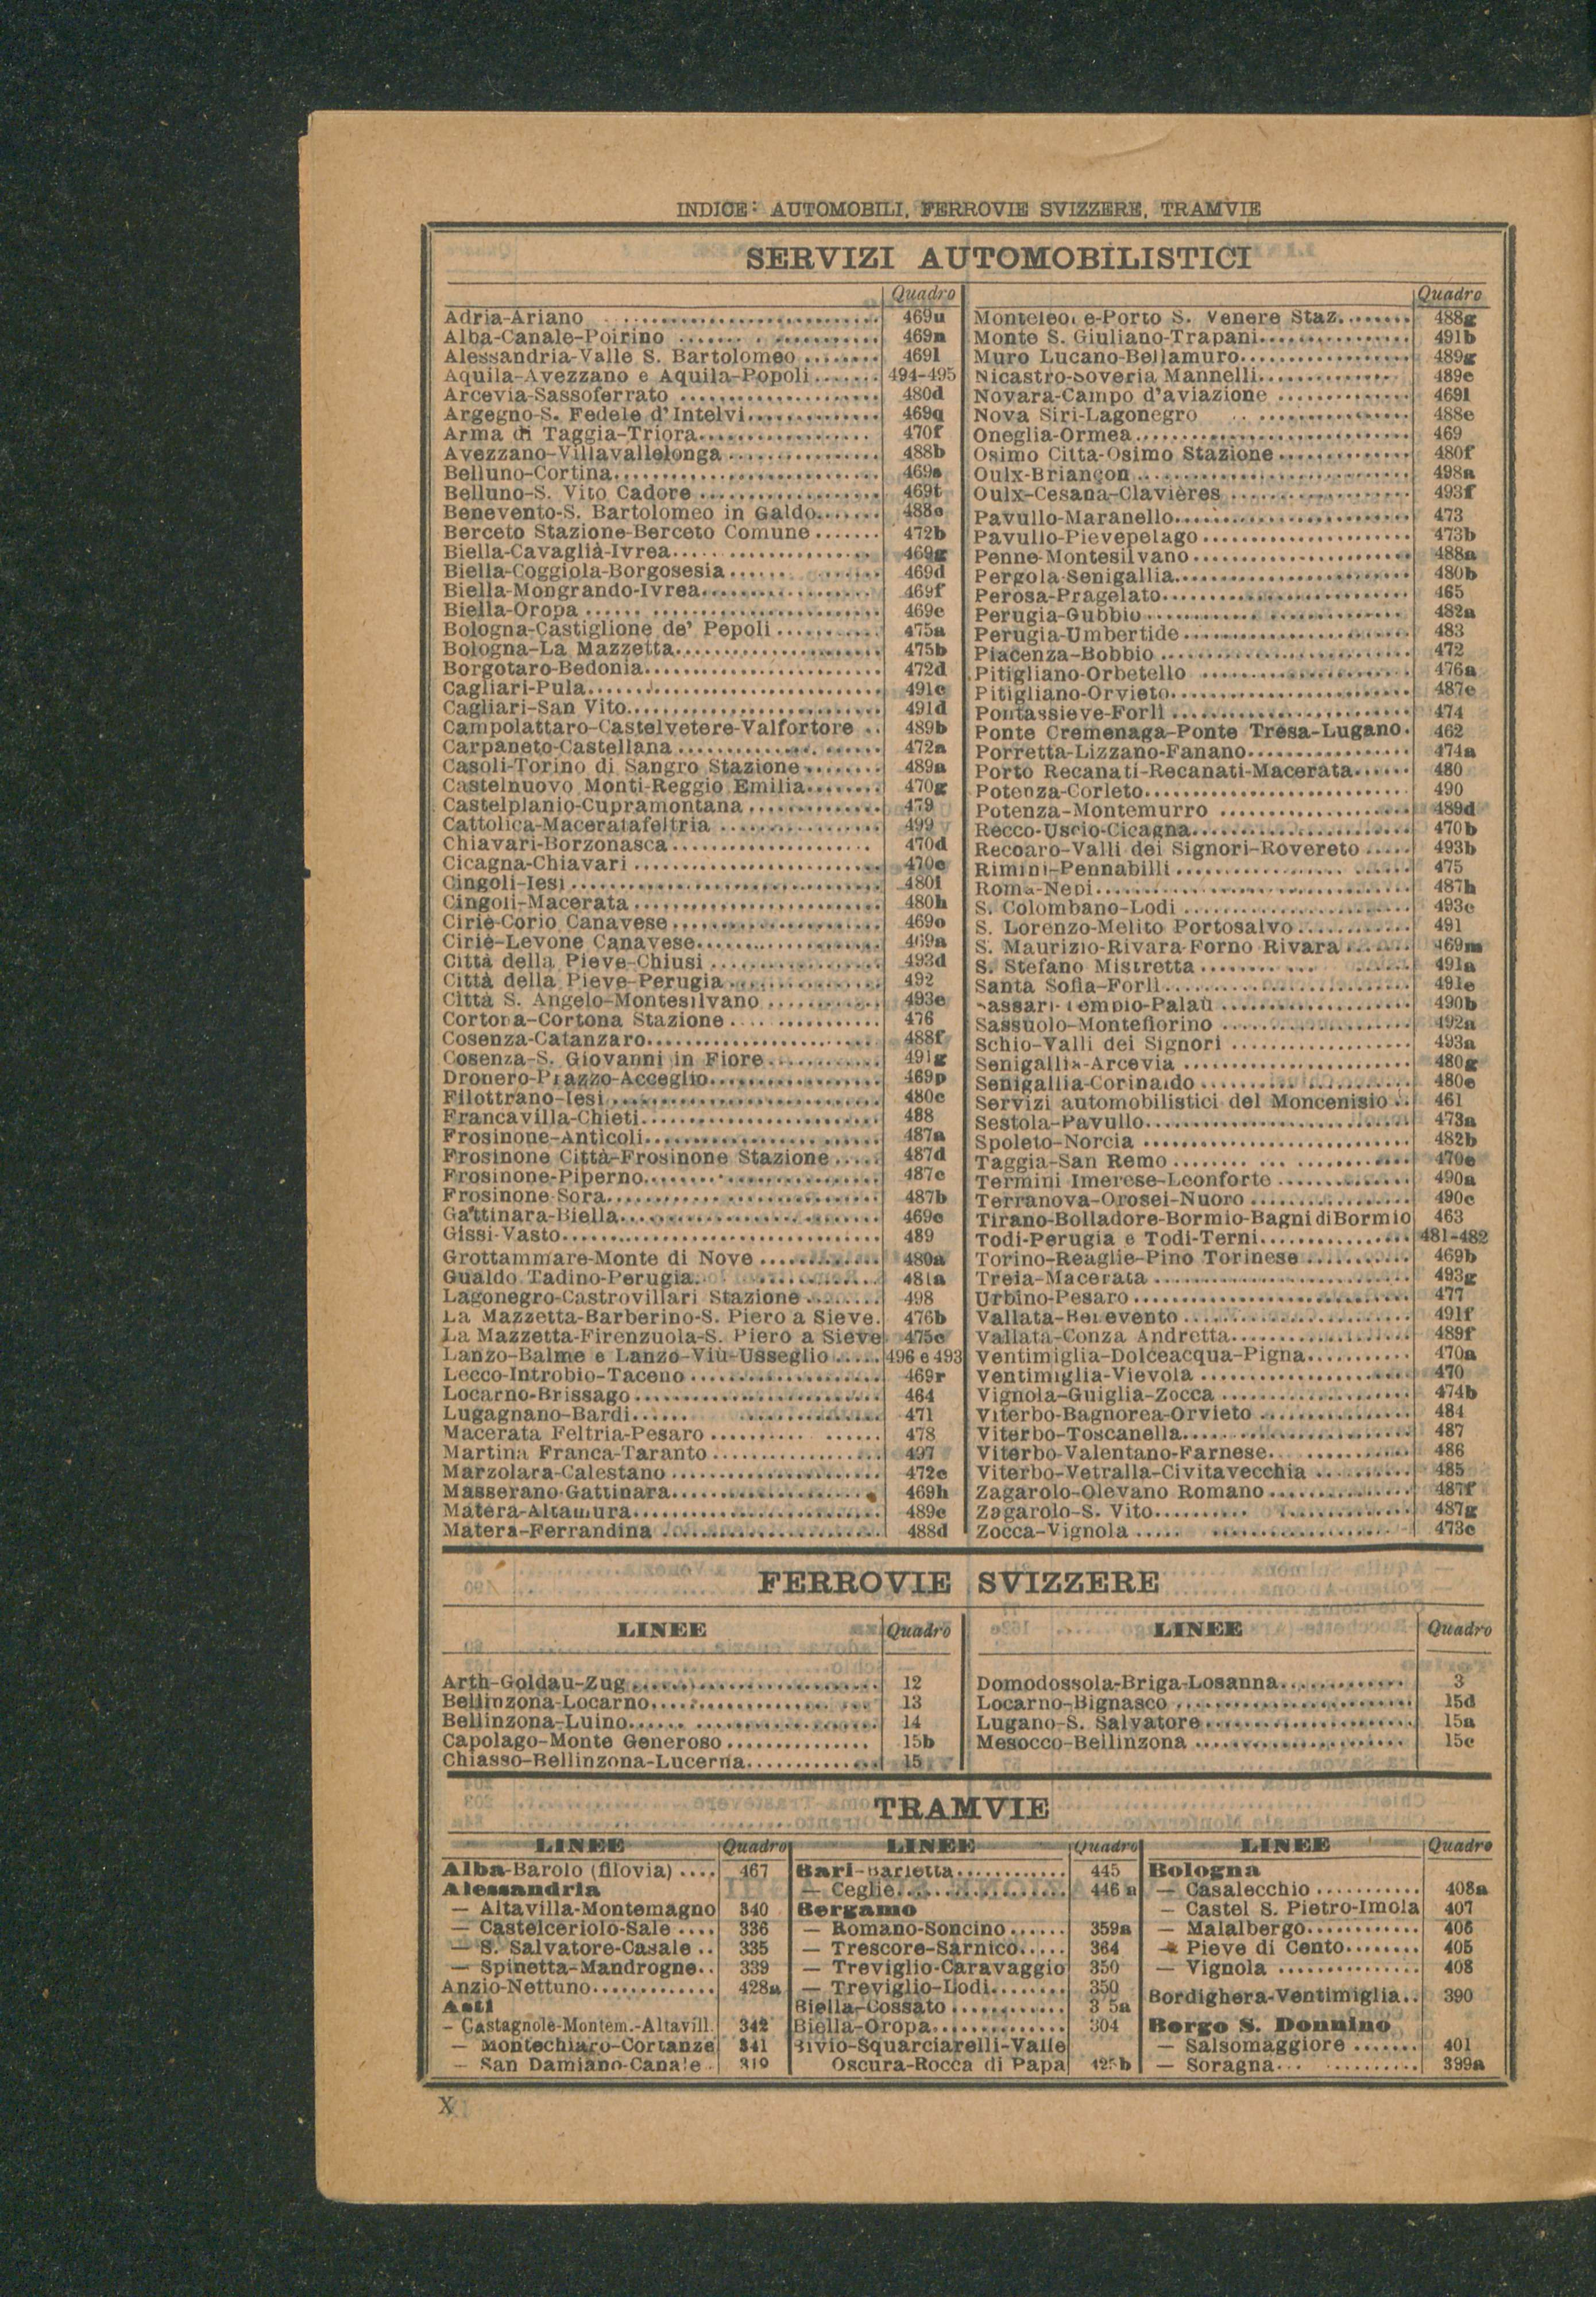 INDICE: AUTOMOBILI, FERROVIE SVIZZERE, TRAMVIE
SERVIZI AUTOMOBILISTICI
Quadro
Adria-Ariano 469u
Alba-Canale-Poirino 469n
Alessandria-Valle S. Bartolomeo 469l
Aquila-Avezzano e Aquila-Popoli 494-495
Arcevia-Sassoferrato 480d
Argegno-S. Fedele d'Intelvi 469q
Arma di Taggia-Triora 470f
Avezzano-Villavallelonga 488b
Belluno-Cortina 469s
Belluno-S. Vito Cadore 469t
Benevento-S. Bartolomeo in Galdo 488c
Berceto Stazione-Berceto Comune 472b
Biella-Cavaglià-Ivrea 469g
Biella-Coggiola-Borgosesia 469d
Biella-Mongrando-Ivrea 469f
Biella-Oropa 469c
Bologna-Castiglione de' Pepoli 475a
Bologna-La Mazzetta 475b
Borgotaro-Bedonia 472d
Cagliari-Pula 491c
Cagliari-San Vito 491d
Campolattaro-Castelvetere-Valfortore 489b
Carpaneto-Castellana 472a
Casoli-Torino di Sangro Stazione 489a
Castelnuovo Monti-Reggio Emilia 470g
Castelplanio-Cupramontana 479
Cattolica-Maceratafeltria 499
Chiavari-Borzonasca 470d
Cicagna-Chiavari 470c
Cingoli-Iesi 480i
Cingoli-Macerata 480h
Ciriè-Corio Canavese 469o
Ciriè-Levone Canavese 469a
Città della Pieve-Chiusi 493d
Città della Pieve-Perugia 492
Città S. Angelo-Montesilvano 493e
Cortona-Cortona Stazione 476
Cosenza-Catanzaro 488f
Cosenza-S. Giovanni in Fiore 491g
Dronero-Prazzo-Acceglio 469p
Filottrano-Iesi 480c
Francavilla-Chieti 488
Frosinone-Anticoli 487a
Frosinone Città-Frosinone Stazione 487d
Frosinone-Piperno 487c
Frosinone-Sora 487b
Gattinara-Biella 469e
Gissi-Vasto 489
Grottammare-Monte di Nove 480a
Gualdo Tadino-Perugia 481a
Lagonegro-Castrovillari Stazione 498
La Mazzetta-Barberino-S. Piero a Sieve. 476b
La Mazzetta-Firenzuola-S. Piero a Sieve 475c
Lanzo-Balme e Lanzo-Viù-Usseglio 496 e 493
Lecco-Introbio-Taceno 469r
Locarno-Brissago 464
Lugagnano-Bardi 471
Macerata Feltria-Pesaro 478
Martina Franca-Taranto 497
Marzolara-Calestano 472c
Masserano-Gattinara 469h
Matera-Altamura 489c
Matera-Ferrandina 488d
Quadro
Monteleone-Porto S. Venere Staz. 488g
Monte S. Giuliano-Trapani 491b
Muro Lucano-Bellamuro 489g
Nicastro-Soveria Mannelli 489e
Novara-Campo d'aviazione 469i
Nova Siri-Lagonegro 488e
Oneglia-Ormea 469
Osimo Città-Osimo Stazione 480f
Oulx-Briançon 498a
Oulx-Cesana-Clavières 493f
Pavullo-Maranello 473
Pavullo-Pievepelago 473b
Penne-Montesilvano 488a
Pergola-Senigallia 480b
Perosa-Pragelato 465
Perugia-Gubbio 482a
Perugia-Umbertide 483
Piacenza-Bobbio 472
Pitigliano-Orbetello 476a
Pitigliano-Orvieto 487e
Pontassieve-Forlì 474
Ponte Cremenaga-Ponte Tresa-Lugano. 462
Porretta-Lizzano-Fanano 474a
Porto Recanati-Recanati-Macerata 480
Potenza-Corleto 490
Potenza-Montemurro 489d
Recco-Uscio-Cicagna 470b
Recoaro-Valli dei Signori-Rovereto 493b
Rimini-Pennabilli 475
Roma-Nepi 487h
S. Colombano-Lodi 493c
S. Lorenzo-Melito Portosalvo 491
S. Maurizio-Rivara-Forno Rivara 469m
S. Stefano Mistretta 491a
Santa Sofia-Forlì 491e
Sassari-Tempio-Palau 490b
Sassuolo-Montefiorino 492a
Schio-Valli dei Signori 493a
Senigallia-Arcevia 480g
Senigallia-Corinaldo 480e
Servizi automobilistici del Moncenisio 461
Sestola-Pavullo 473a
Spoleto-Norcia 482b
Taggia-San Remo 470e
Termini Imerese-Leonforte 490a
Terranova-Orosei-Nuoro 490c
Tirano-Bolladore-Bormio-Bagni di Bormio 463
Todi-Perugia e Todi-Terni 481-482
Torino-Reaglie-Pino Torinese 469b
Treia-Macerata 493g
Urbino-Pesaro 477
Vallata-Benevento 491f
Vallata-Conza Andretta 489f
Ventimiglia-Dolceacqua-Pigna 470a
Ventimiglia-Vievola 470
Vignola-Guiglia-Zocca 474b
Viterbo-Bagnorea-Orvieto 484
Viterbo-Toscanella 487
Viterbo-Valentano-Farnese 486
Viterbo-Vetralla-Civitavecchia 485
Zagarolo-Olevano Romano 487f
Zagarolo-S. Vito 487g
Zocca-Vignola 473c
FERROVIE SVIZZERE
LINEE Quadro
Arth-Goldau-Zug 12
Bellinzona-Locarno 13
Bellinzona-Luino 14
Capolago-Monte Generoso 15b
Chiasso-Bellinzona-Lucerna 15
LINEE Quadro
Domodossola-Briga-Losanna 3
Locarno-Bignasco 15d
Lugano-S. Salvatore 15a
Mesocco-Bellinzona 15c
TRAMVIE
LINEE Quadro
Alba-Barolo (filovia) 467
Alessandria
— Altavilla-Montemagno 340
— Castelceriolo-Sale 336
— S. Salvatore-Casale 335
— Spinetta-Mandrogne 339
Anzio-Nettuno 428a
Asti
— Castagnole-Montem.-Altavill. 342
— Montechiaro-Cortanze 341
— San Damiano-Canale
LINEE Quadro
Bari-Barletta 445
— Ceglie 446a
Bergamo
— Romano-Soncino 359a
— Trescore-Sarnico 364
— Treviglio-Caravaggio 350
— Treviglio-Lodi 350
Biella-Cossato
Biella-Oropa 304
Bivio-Squarciarelli-Valle
Oscura-Rocca di Papa 425b
LINEE Quadro
Bologna
— Casalecchio 408a
— Castel S. Pietro-Imola 407
— Malalbergo 406
— Pieve di Cento 405
— Vignola 408
Bordighera-Ventimiglia 390
Borgo S. Donnino
— Salsomaggiore 401
— Soragna 399a
X